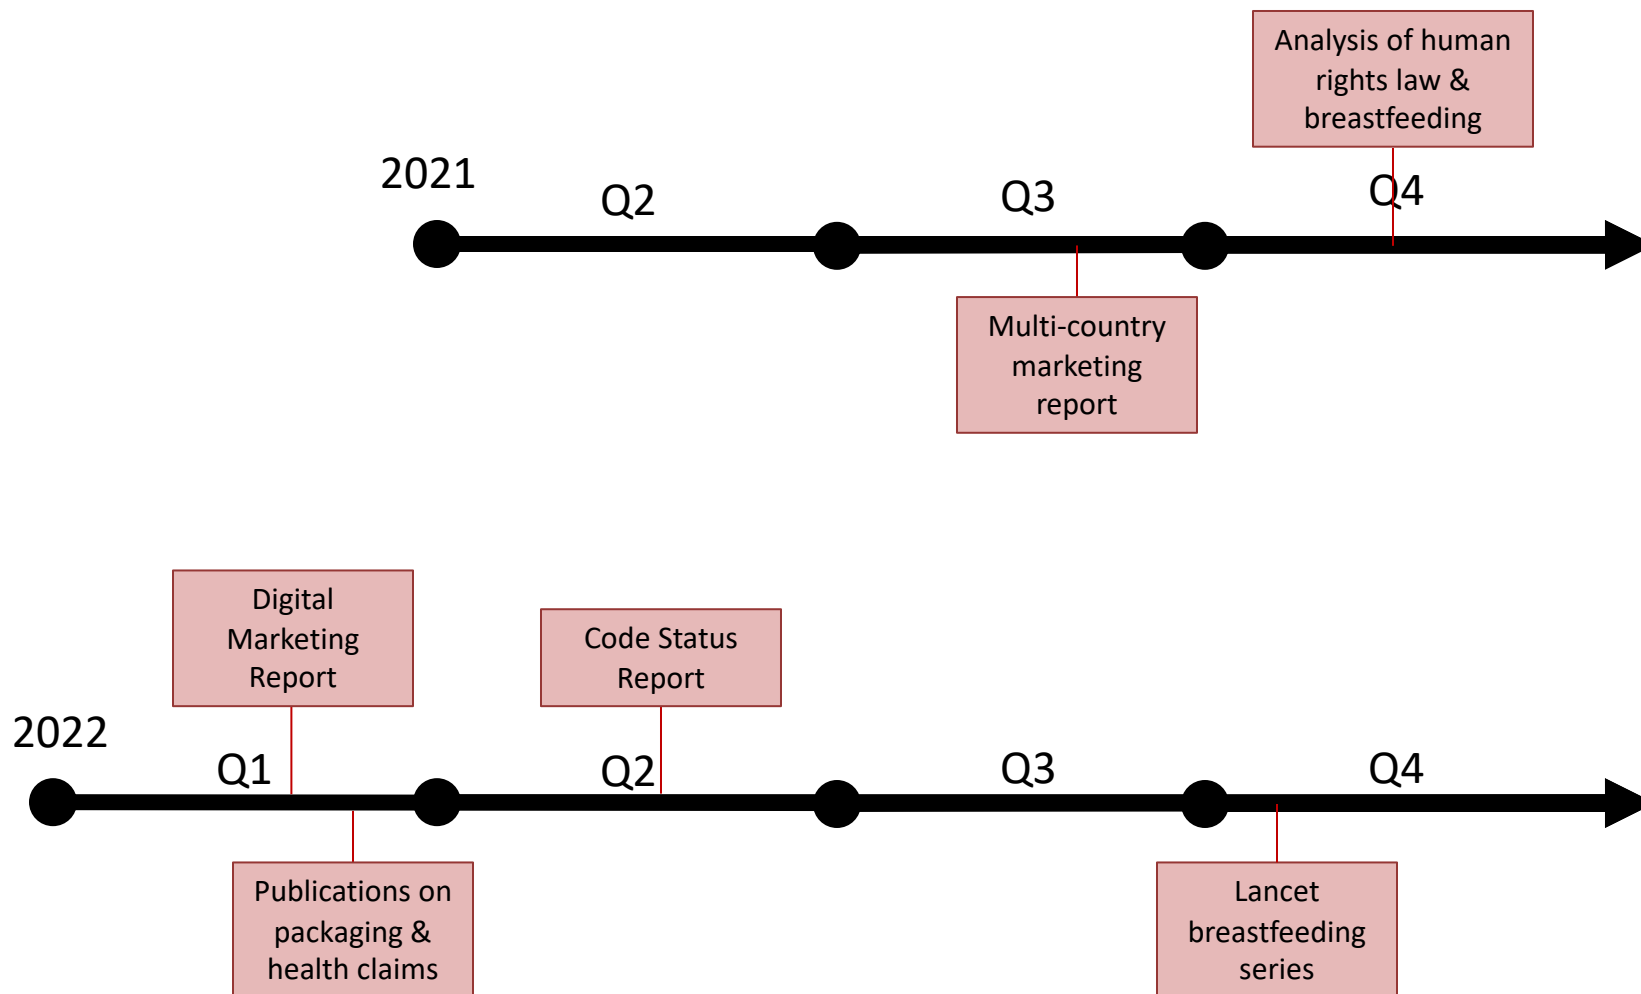 Analysis of human
rights law &
breastfeeding
2021
Q2
Q3
Q4
Multi-country
marketing
report
Digital
Marketing
Report
Code Status
Report
2022
Q1
Q2
Q3
Q4
Publications on
packaging &
health claims
Lancet
breastfeeding
series